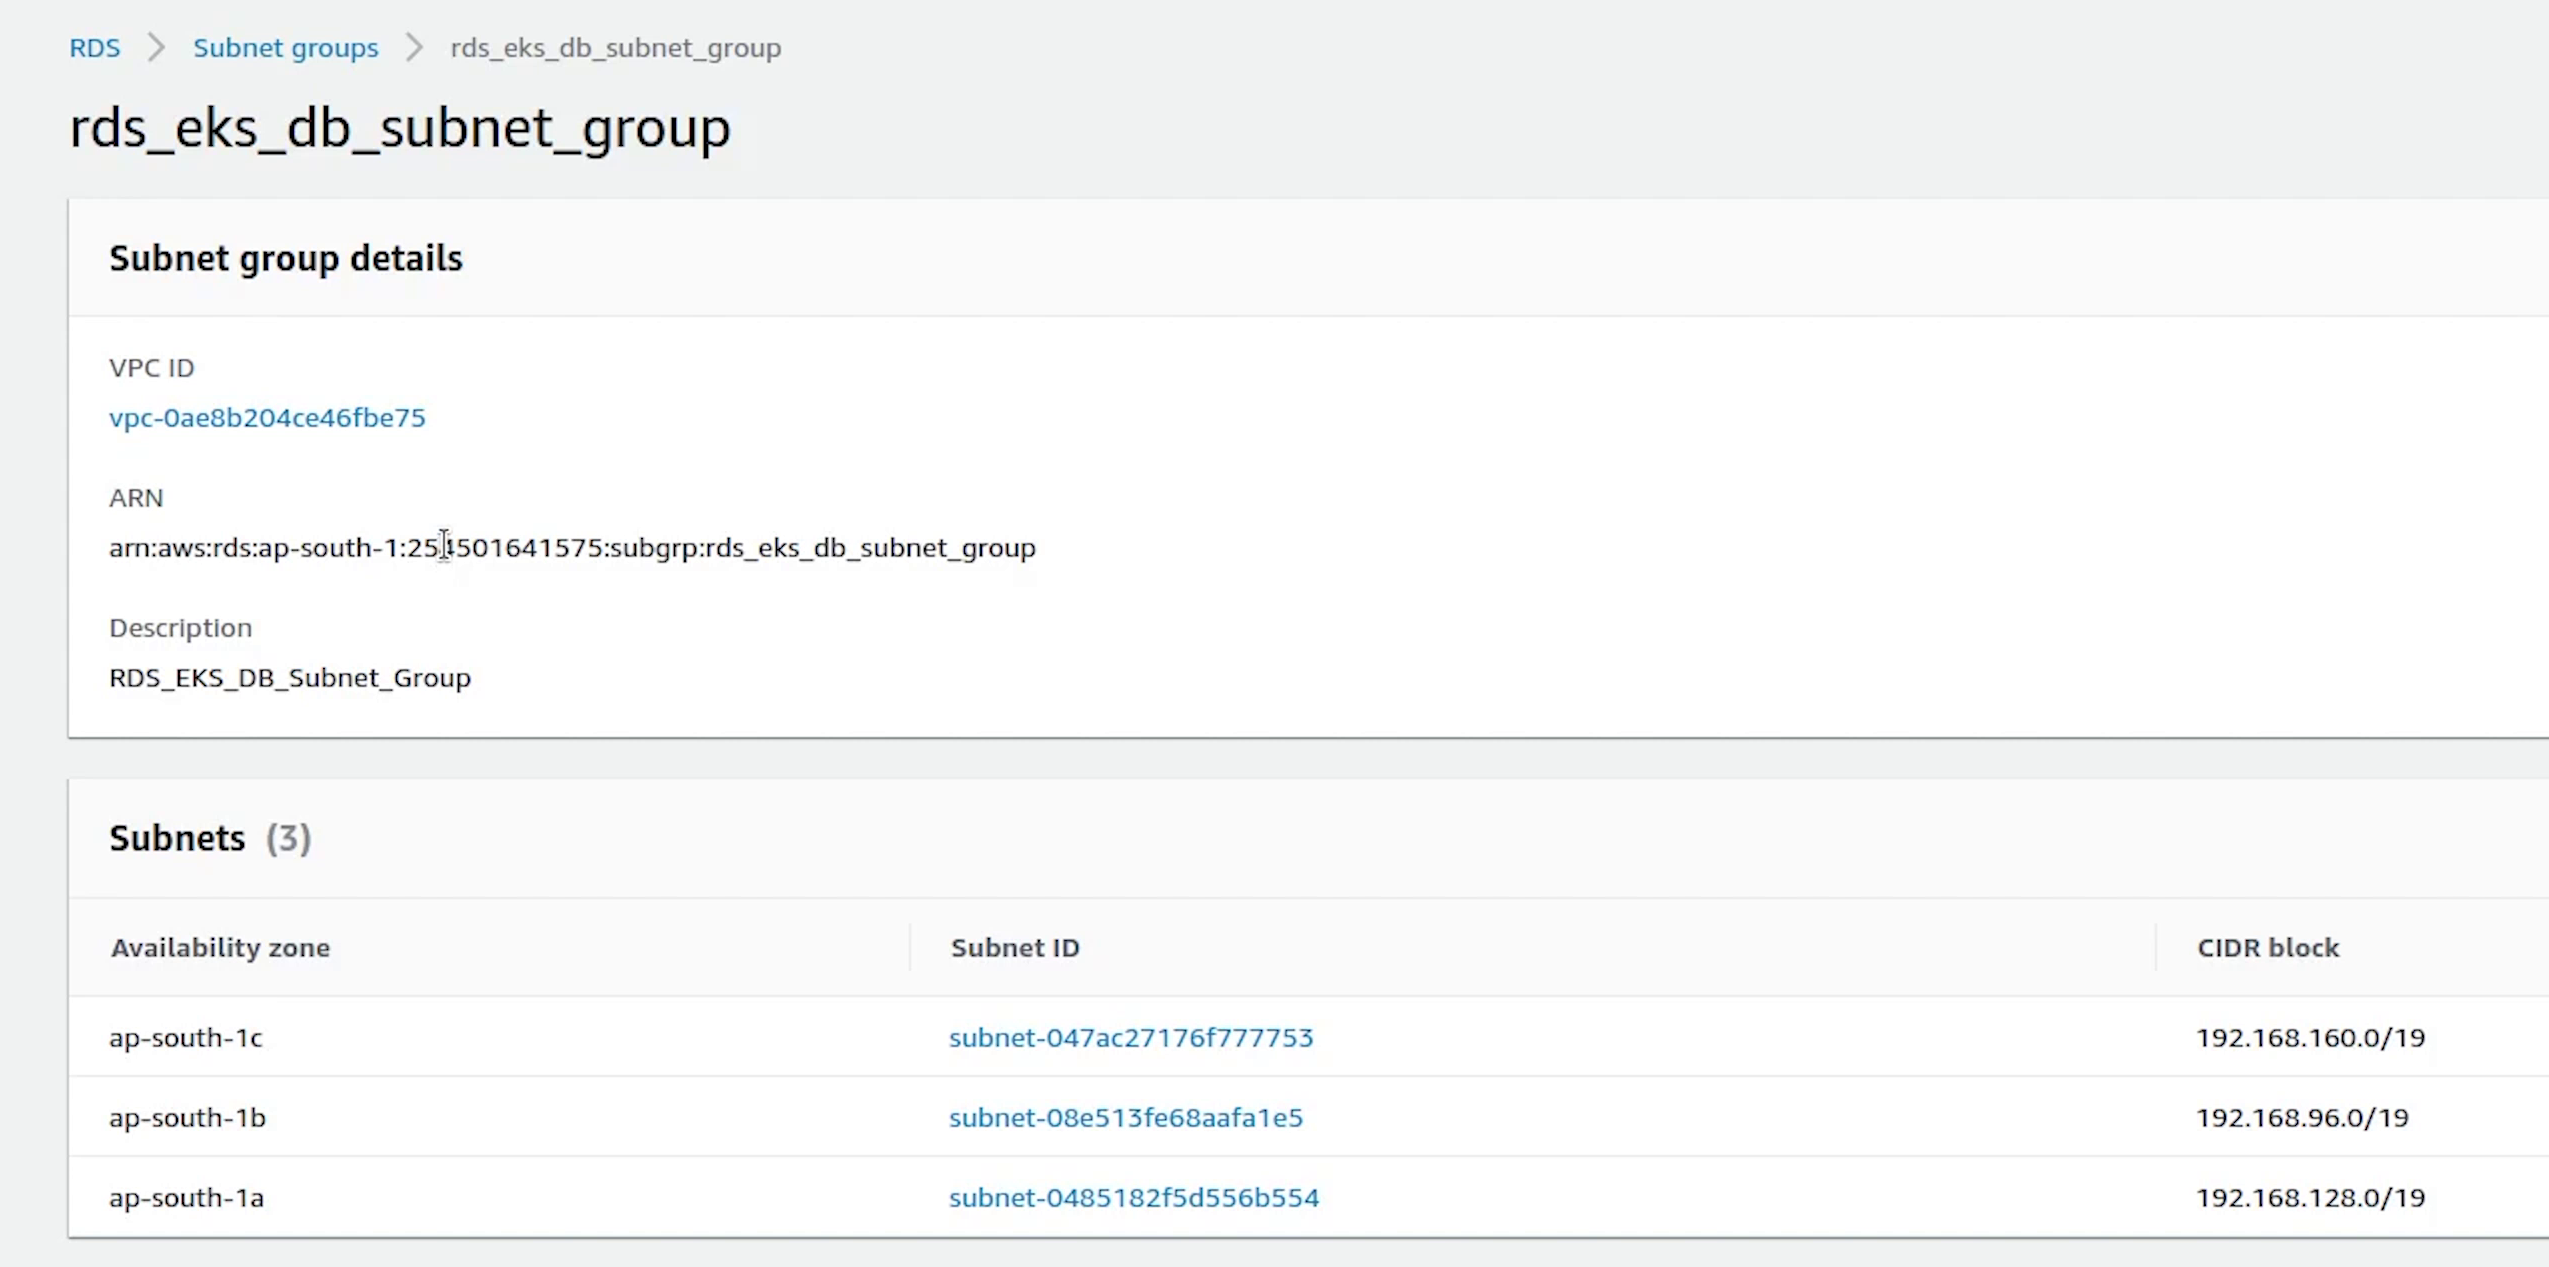 RDS > Subnet groups > rds_eks_db_subnet_group
rds_eks_db_subnet_group
Subnet group details
VPC ID
vpc-0ae8b204ce46fbe75
ARN
arn:aws:rds:ap-south-1:254501641575:subgrp:rds_eks_db_subnet_group
Description
RDS_EKS_DB_Subnet_Group
Subnets (3)
Availability zone Subnet ID CIDR block
ap-south-1c subnet-047ac27176f777753 192.168.160.0/19
ap-south-1b subnet-08e513fe68aafa1e5 192.168.96.0/19
ap-south-1a subnet-0485182f5d556b554 192.168.128.0/19